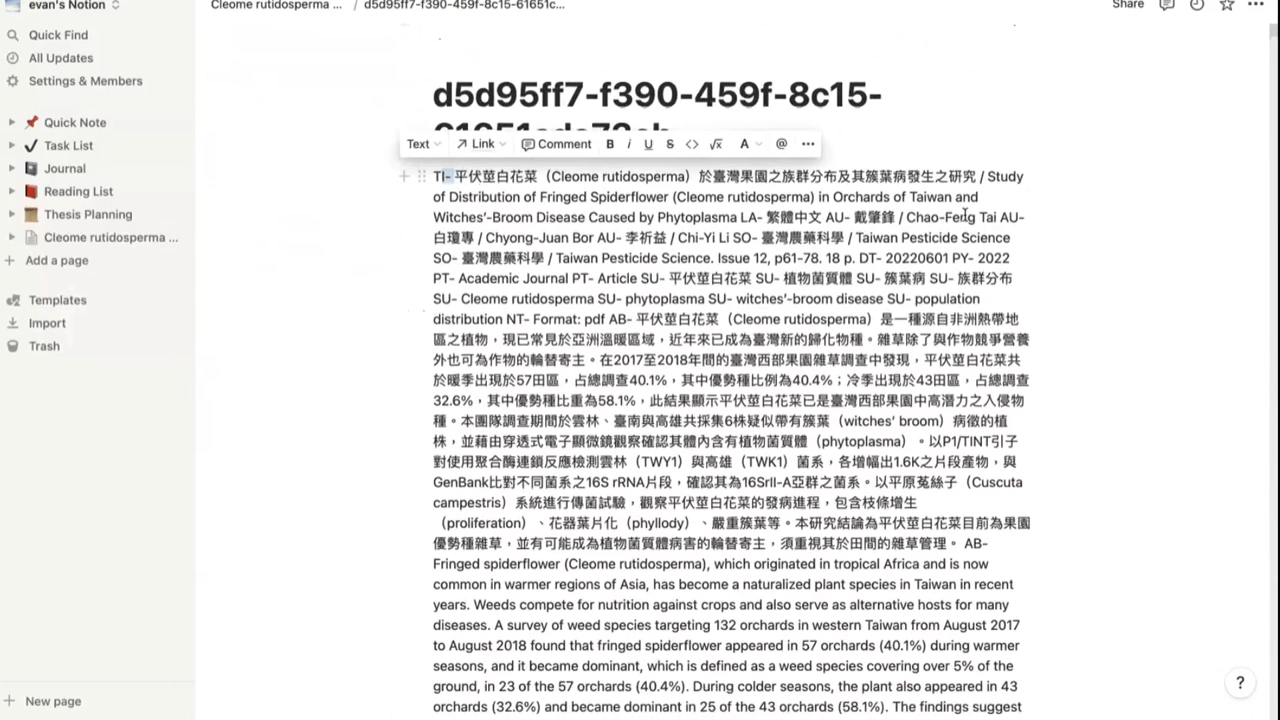 evan's Notion
Cleome rutidosperma ... / d5d95ff7-f390-459f-8c15-61651c...
Share
Quick Find
All Updates
Settings & Members
Quick Note
Task List
Journal
Reading List
Thesis Planning
Cleome rutidosperma ...
Add a page
Templates
Import
Trash
New page
d5d95ff7-f390-459f-8c15-
Text Link Comment B i U S <> √x A @ •••
TI- 平伏莖白花菜（Cleome rutidosperma）於臺灣果園之族群分布及其簇葉病發生之研究 / Study
of Distribution of Fringed Spiderflower (Cleome rutidosperma) in Orchards of Taiwan and
Witches'-Broom Disease Caused by Phytoplasma LA- 繁體中文 AU- 戴肇鋒 / Chao-Feng Tai AU-
白瓊專 / Chyong-Juan Bor AU- 李祈益 / Chi-Yi Li SO- 臺灣農藥科學 / Taiwan Pesticide Science
SO- 臺灣農藥科學 / Taiwan Pesticide Science. Issue 12, p61-78. 18 p. DT- 20220601 PY- 2022
PT- Academic Journal PT- Article SU- 平伏莖白花菜 SU- 植物菌質體 SU- 簇葉病 SU- 族群分布
SU- Cleome rutidosperma SU- phytoplasma SU- witches'-broom disease SU- population
distribution NT- Format: pdf AB- 平伏莖白花菜（Cleome rutidosperma）是一種源自非洲熱帶地
區之植物，現已常見於亞洲溫暖區域，近年來已成為臺灣新的歸化物種。雜草除了與作物競爭營養
外也可為作物的輪替寄主。在2017至2018年間的臺灣西部果園雜草調查中發現，平伏莖白花菜共
於暖季出現於57田區，占總調查40.1%，其中優勢種比例為40.4%；冷季出現於43田區，占總調查
32.6%，其中優勢種比重為58.1%，此結果顯示平伏莖白花菜已是臺灣西部果園中高潛力之入侵物
種。本團隊調查期間於雲林、臺南與高雄共採集6株疑似帶有簇葉（witches' broom）病徵的植
株，並藉由穿透式電子顯微鏡觀察確認其體內含有植物菌質體（phytoplasma）。以P1/TINT引子
對使用聚合酶連鎖反應檢測雲林（TWY1）與高雄（TWK1）菌系，各增幅出1.6K之片段產物，與
GenBank比對不同菌系之16S rRNA片段，確認其為16SrII-A亞群之菌系。以平原菟絲子（Cuscuta
campestris）系統進行傳菌試驗，觀察平伏莖白花菜的發病進程，包含枝條增生
（proliferation）、花器葉片化（phyllody）、嚴重簇葉等。本研究結論為平伏莖白花菜目前為果園
優勢種雜草，並有可能成為植物菌質體病害的輪替寄主，須重視其於田間的雜草管理。 AB-
Fringed spiderflower (Cleome rutidosperma), which originated in tropical Africa and is now
common in warmer regions of Asia, has become a naturalized plant species in Taiwan in recent
years. Weeds compete for nutrition against crops and also serve as alternative hosts for many
diseases. A survey of weed species targeting 132 orchards in western Taiwan from August 2017
to August 2018 found that fringed spiderflower appeared in 57 orchards (40.1%) during warmer
seasons, and it became dominant, which is defined as a weed species covering over 5% of the
ground, in 23 of the 57 orchards (40.4%). During colder seasons, the plant also appeared in 43
orchards (32.6%) and became dominant in 25 of the 43 orchards (58.1%). The findings suggest
?